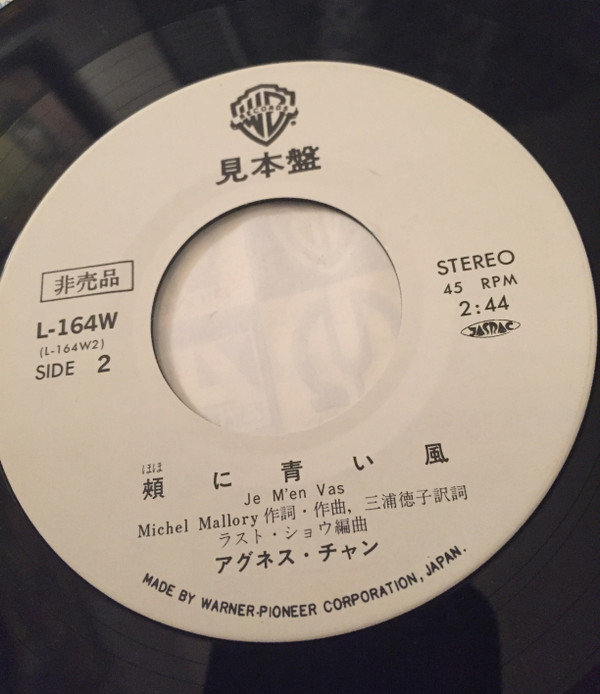 WB
RECORDS
見本盤
非売品
L-164W
(L-164W2)
SIDE 2
STEREO
45 RPM
2:44
JASRAC
ほほ
頬に青い風
Je M'en Vas
Michel Mallory 作詞・作曲, 三浦徳子訳詞
ラスト・ショウ編曲
アグネス・チャン
MADE BY WARNER-PIONEER CORPORATION, JAPAN.